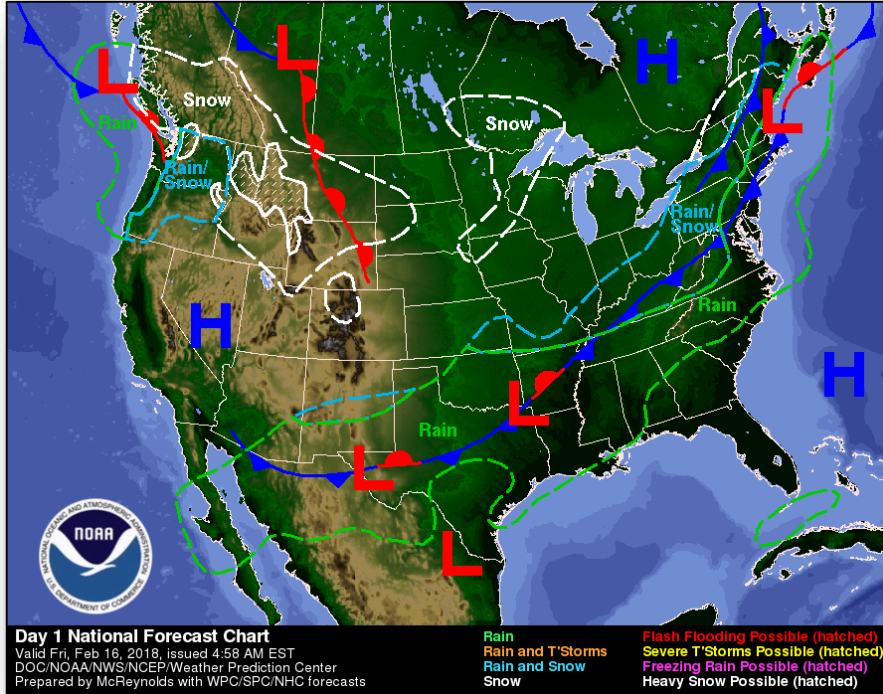 L
L
H
Snow
Rain
Snow
L
Rain/
Snow
Rain/
Snow
H
Rain
H
L
Rain
L
L
NATIONAL OCEANIC AND ATMOSPHERIC ADMINISTRATION
NOAA
U.S. DEPARTMENT OF COMMERCE
Day 1 National Forecast Chart
Valid Fri, Feb 16, 2018, issued 4:58 AM EST
DOC/NOAA/NWS/NCEP/Weather Prediction Center
Prepared by McReynolds with WPC/SPC/NHC forecasts
Rain
Rain and T'Storms
Rain and Snow
Snow
Flash Flooding Possible (hatched)
Severe T'Storms Possible (hatched)
Freezing Rain Possible (hatched)
Heavy Snow Possible (hatched)